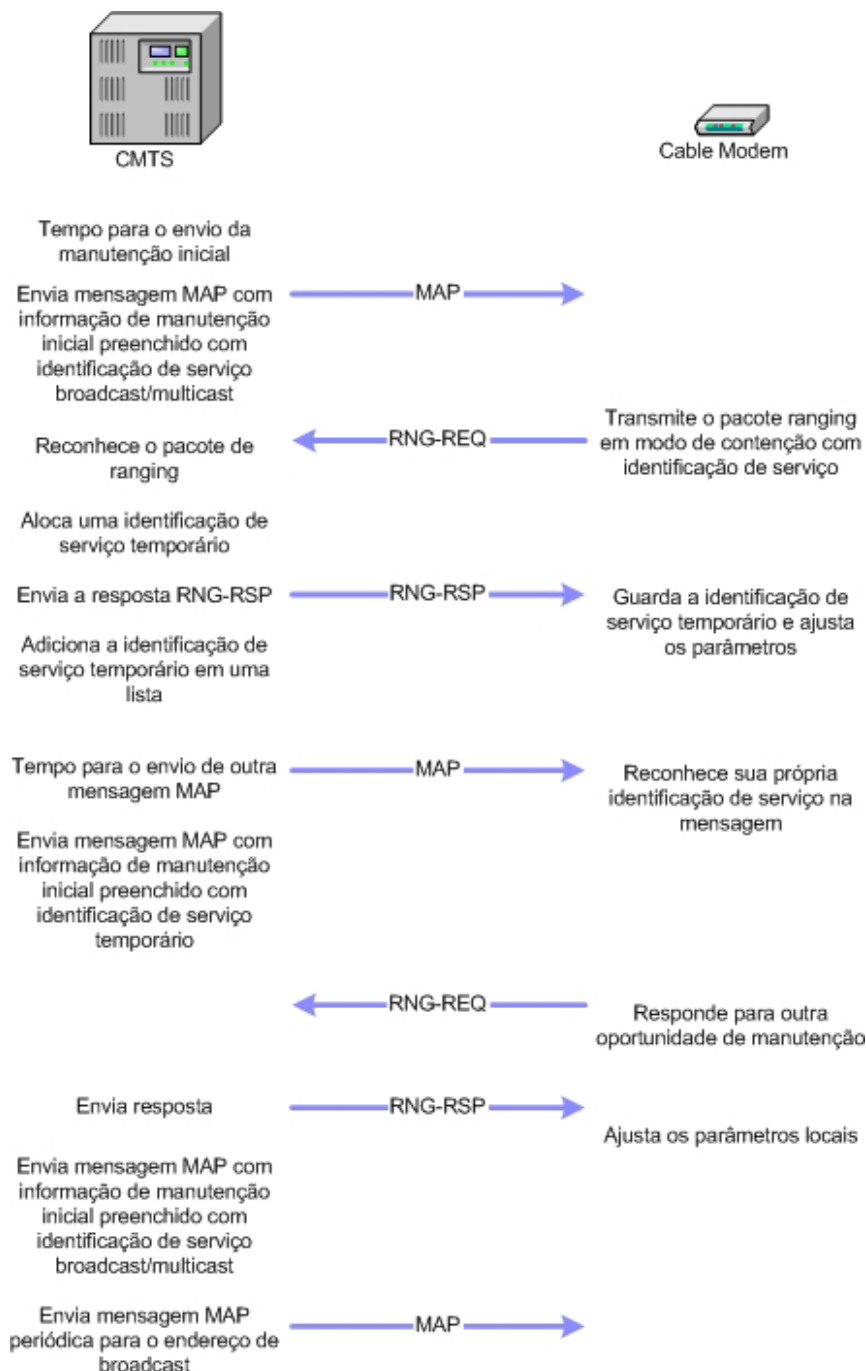 CMTS
Cable Modem
Tempo para o envio da
manutenção inicial
Envia mensagem MAP com
informação de manutenção
inicial preenchido com
identificação de serviço
broadcast/multicast
MAP
Reconhece o pacote de
ranging
RNG-REQ
Transmite o pacote ranging
em modo de contenção com
identificação de serviço
Aloca uma identificação de
serviço temporário
Envia a resposta RNG-RSP
RNG-RSP
Guarda a identificação de
serviço temporário e ajusta
os parâmetros
Adiciona a identificação de
serviço temporário em uma
lista
Tempo para o envio de outra
mensagem MAP
MAP
Reconhece sua própria
identificação de serviço na
mensagem
Envia mensagem MAP com
informação de manutenção
inicial preenchido com
identificação de serviço
temporário
RNG-REQ
Responde para outra
oportunidade de manutenção
Envia resposta
RNG-RSP
Ajusta os parâmetros locais
Envia mensagem MAP com
informação de manutenção
inicial preenchido com
identificação de serviço
broadcast/multicast
Envia mensagem MAP
periódica para o endereço de
broadcast
MAP